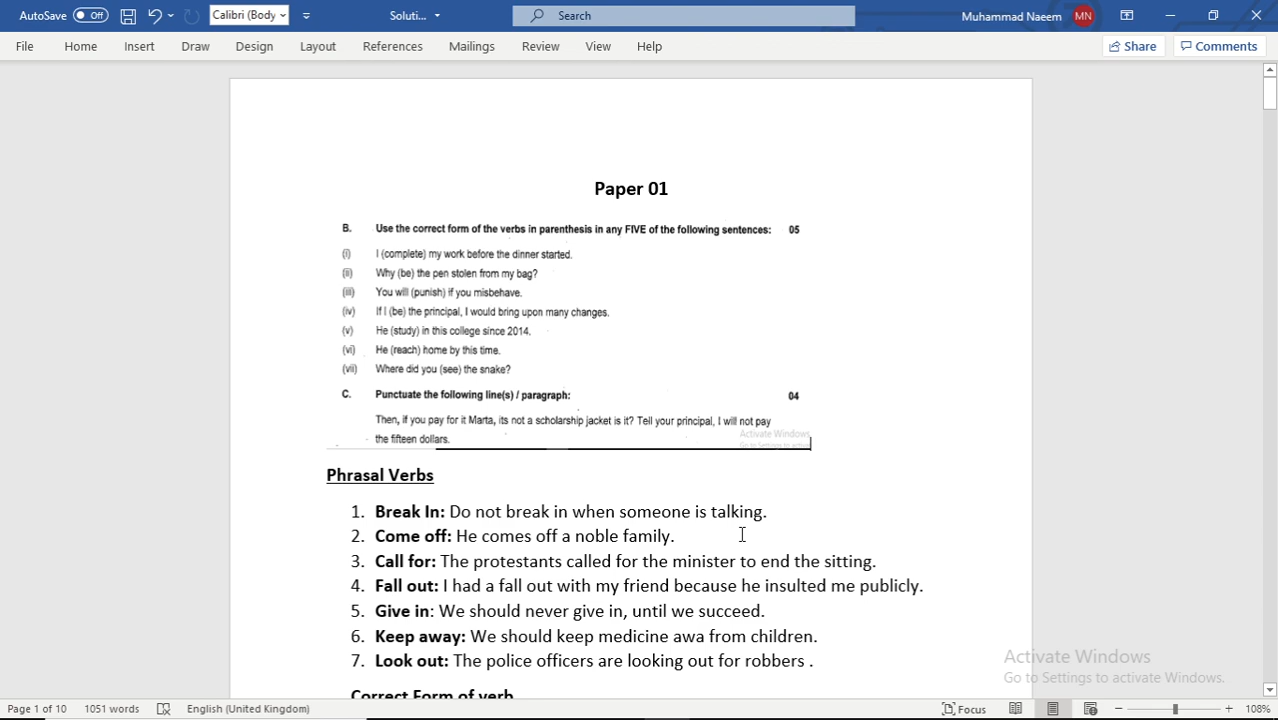 AutoSave Off Calibri (Body Soluti... Search Muhammad Naeem MN
File Home Insert Draw Design Layout References Mailings Review View Help Share Comments
Paper 01
B. Use the correct form of the verbs in parenthesis in any FIVE of the following sentences: 05
(i) I (complete) my work before the dinner started.
(ii) Why (be) the pen stolen from my bag?
(iii) You will (punish) if you misbehave.
(iv) If I (be) the principal, I would bring upon many changes.
(v) He (study) in this college since 2014.
(vi) He (reach) home by this time.
(vii) Where did you (see) the snake?
C. Punctuate the following line(s) / paragraph: 04
Then, if you pay for it Marta, its not a scholarship jacket is it? Tell your principal, I will not pay
the fifteen dollars.
Activate Windows
Go to Settings to activa
Phrasal Verbs
1. Break In: Do not break in when someone is talking.
2. Come off: He comes off a noble family.
3. Call for: The protestants called for the minister to end the sitting.
4. Fall out: I had a fall out with my friend because he insulted me publicly.
5. Give in: We should never give in, until we succeed.
6. Keep away: We should keep medicine awa from children.
7. Look out: The police officers are looking out for robbers .
Correct Form of verb
Activate Windows
Go to Settings to activate Windows.
Page 1 of 10 1051 words English (United Kingdom) Focus 108%